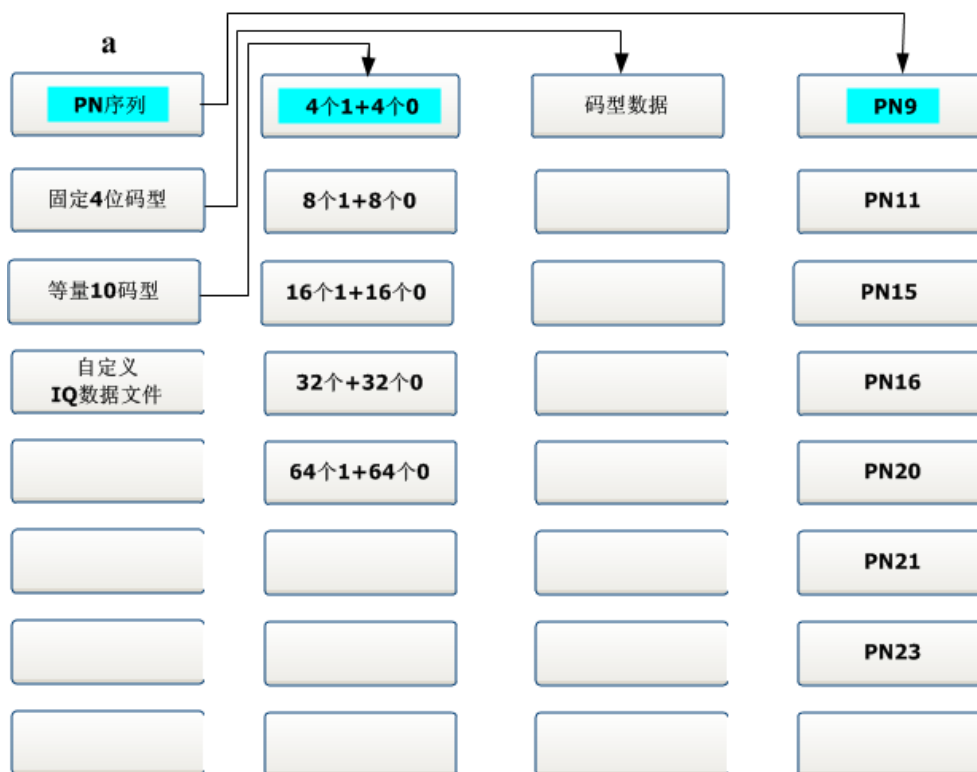 a
PN序列
固定4位码型
等量10码型
自定义
IQ数据文件
4个1+4个0
8个1+8个0
16个1+16个0
32个+32个0
64个1+64个0
码型数据
PN9
PN11
PN15
PN16
PN20
PN21
PN23